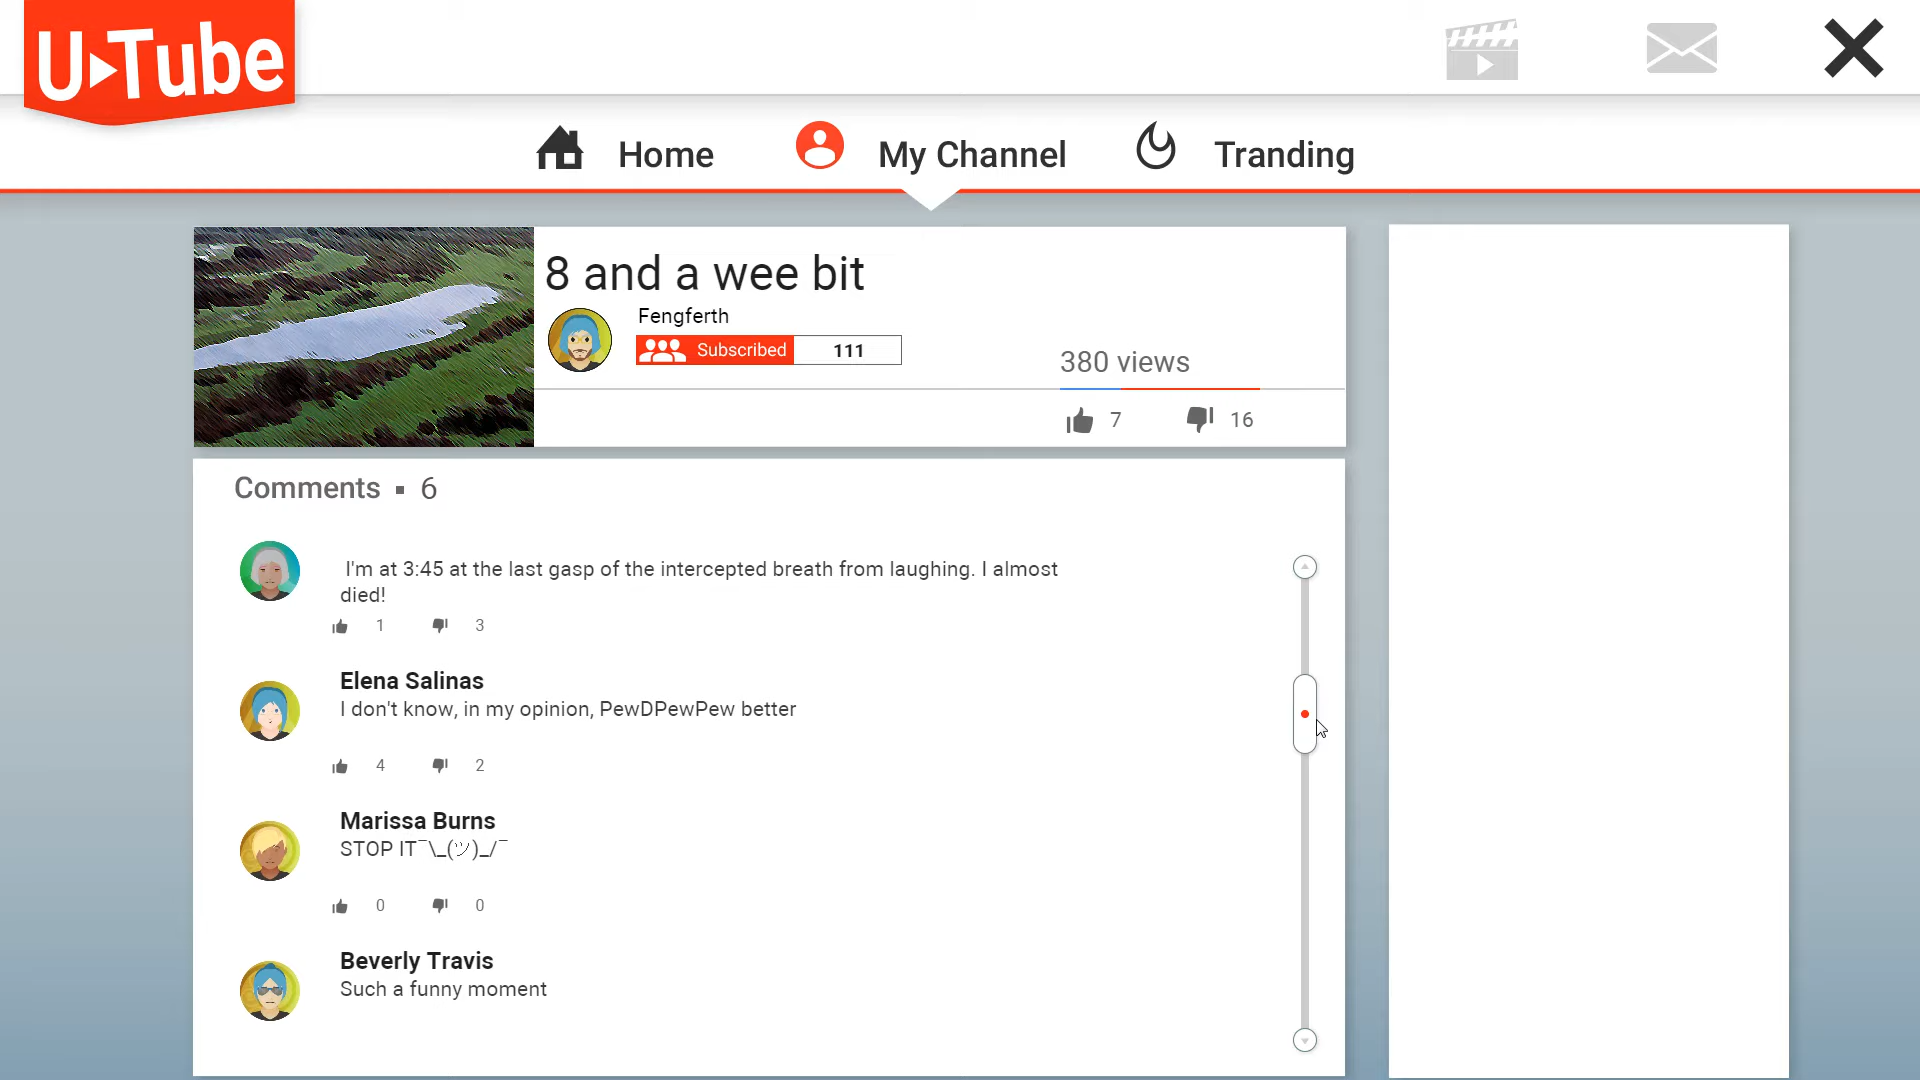 U Tube
Home
My Channel
Tranding
8 and a wee bit
Fengferth
Subscribed
111
380 views
7
16
Comments ▪ 6
I'm at 3:45 at the last gasp of the intercepted breath from laughing. I almost
died!
1
3
Elena Salinas
I don't know, in my opinion, PewDPewPew better
4
2
Marissa Burns
STOP IT¯\_(ツ)_/¯
0
0
Beverly Travis
Such a funny moment